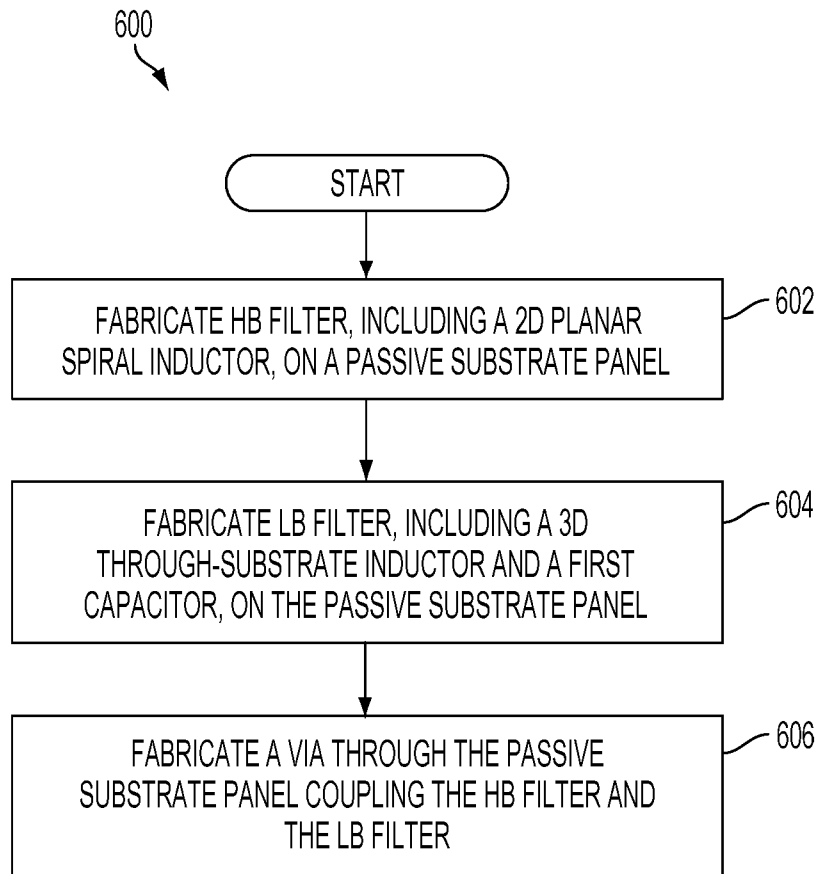 600
START
FABRICATE HB FILTER, INCLUDING A 2D PLANAR
SPIRAL INDUCTOR, ON A PASSIVE SUBSTRATE PANEL
602
FABRICATE LB FILTER, INCLUDING A 3D
THROUGH-SUBSTRATE INDUCTOR AND A FIRST
CAPACITOR, ON THE PASSIVE SUBSTRATE PANEL
604
FABRICATE A VIA THROUGH THE PASSIVE
SUBSTRATE PANEL COUPLING THE HB FILTER AND
THE LB FILTER
606